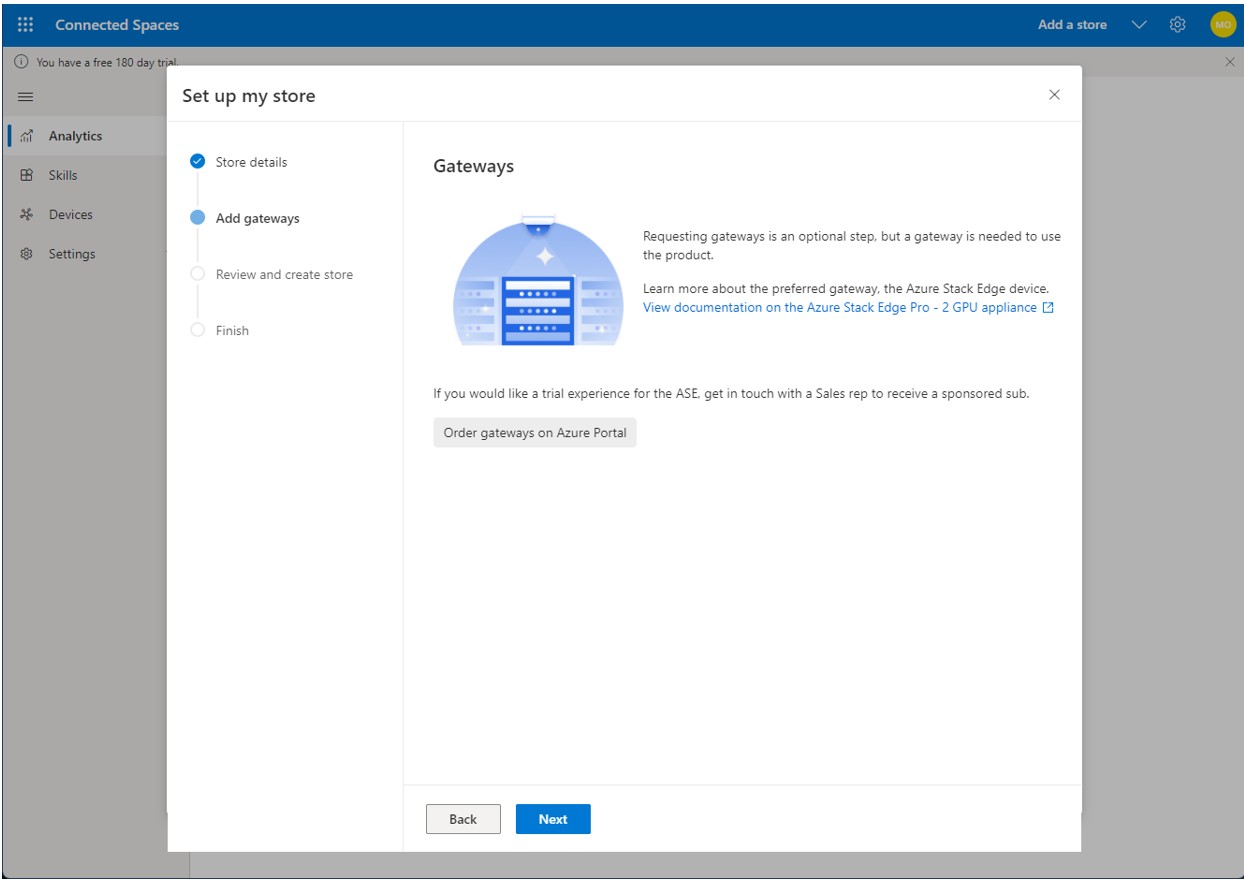 Connected Spaces
Add a store
MO
You have a free 180 day trial.
Set up my store
Analytics
Skills
Devices
Settings
Store details
Add gateways
Review and create store
Finish
Gateways
Requesting gateways is an optional step, but a gateway is needed to use
the product.
Learn more about the preferred gateway, the Azure Stack Edge device.
View documentation on the Azure Stack Edge Pro - 2 GPU appliance
If you would like a trial experience for the ASE, get in touch with a Sales rep to receive a sponsored sub.
Order gateways on Azure Portal
Back
Next